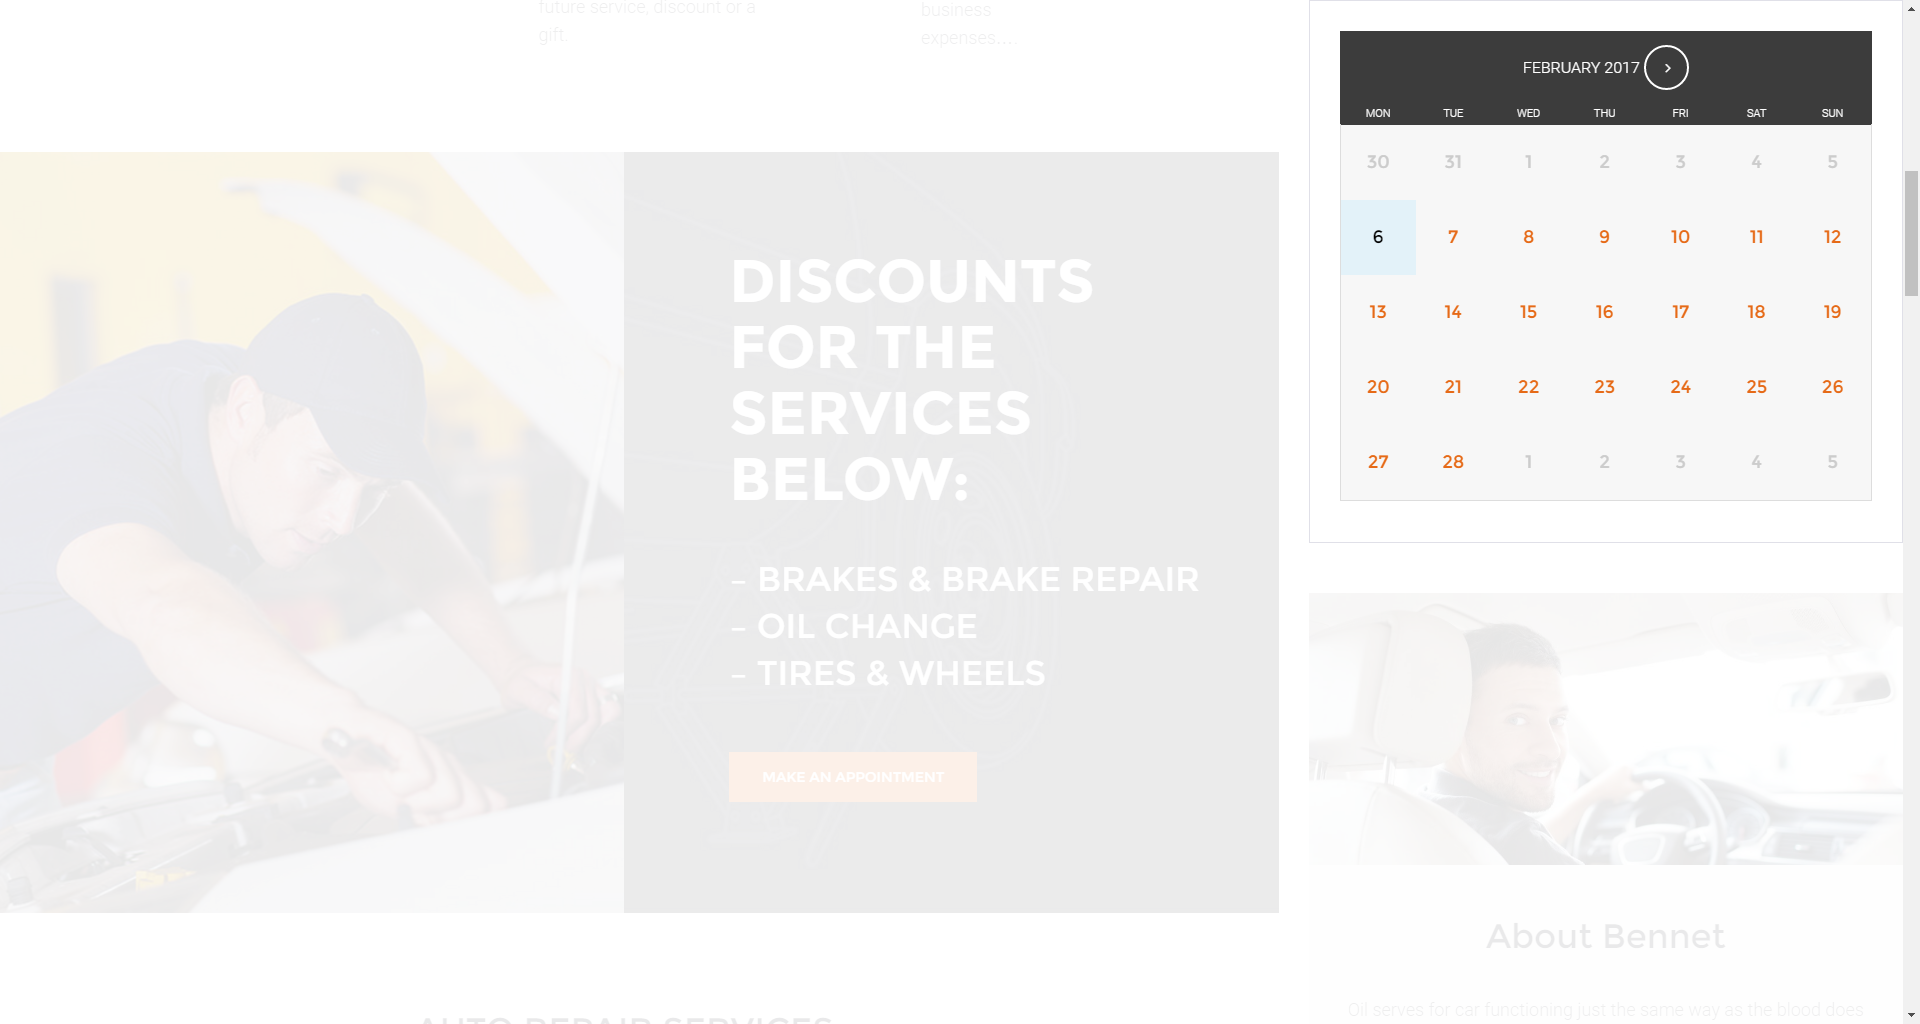 future service, discount or a
gift.
business
expenses....
DISCOUNTS
FOR THE
SERVICES
BELOW:
– BRAKES & BRAKE REPAIR
– OIL CHANGE
– TIRES & WHEELS
MAKE AN APPOINTMENT
AUTO REPAIR SERVICES
FEBRUARY 2017 >
MON TUE WED THU FRI SAT SUN
30 31 1 2 3 4 5
6 7 8 9 10 11 12
13 14 15 16 17 18 19
20 21 22 23 24 25 26
27 28 1 2 3 4 5
About Bennet
Oil serves for car functioning just the same way as the blood does